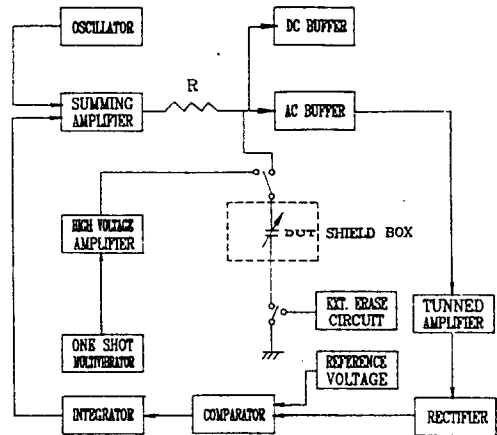 OSCILLATOR
DC BUFFER
R
SUMMING
AMPLIFIER
AC BUFFER
HIGH VOLTAGE
AMPLIFIER
DUT SHIELD BOX
EXT. ERASE
CIRCUIT
TUNNED
AMPLIFIER
ONE SHOT
MULTIVIBRATOR
REFERENCE
VOLTAGE
INTEGRATOR
COMPARATOR
RECTIFIER